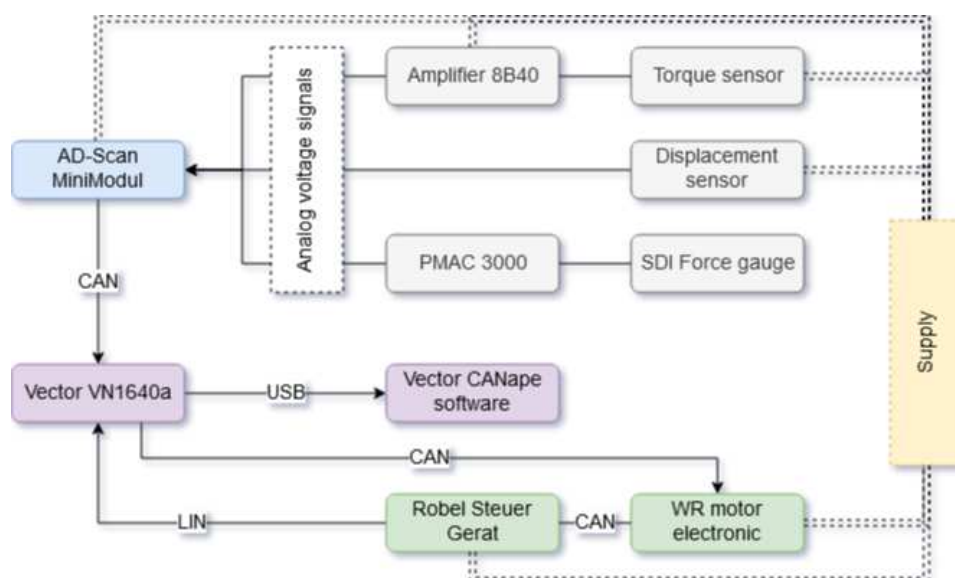 Amplifier 8B40
Torque sensor
Analog voltage signals
AD-Scan
MiniModul
Displacement
sensor
PMAC 3000
SDI Force gauge
CAN
Supply
Vector VN1640a
USB
Vector CANape
software
CAN
LIN
Robel Steuer
Gerat
CAN
WR motor
electronic